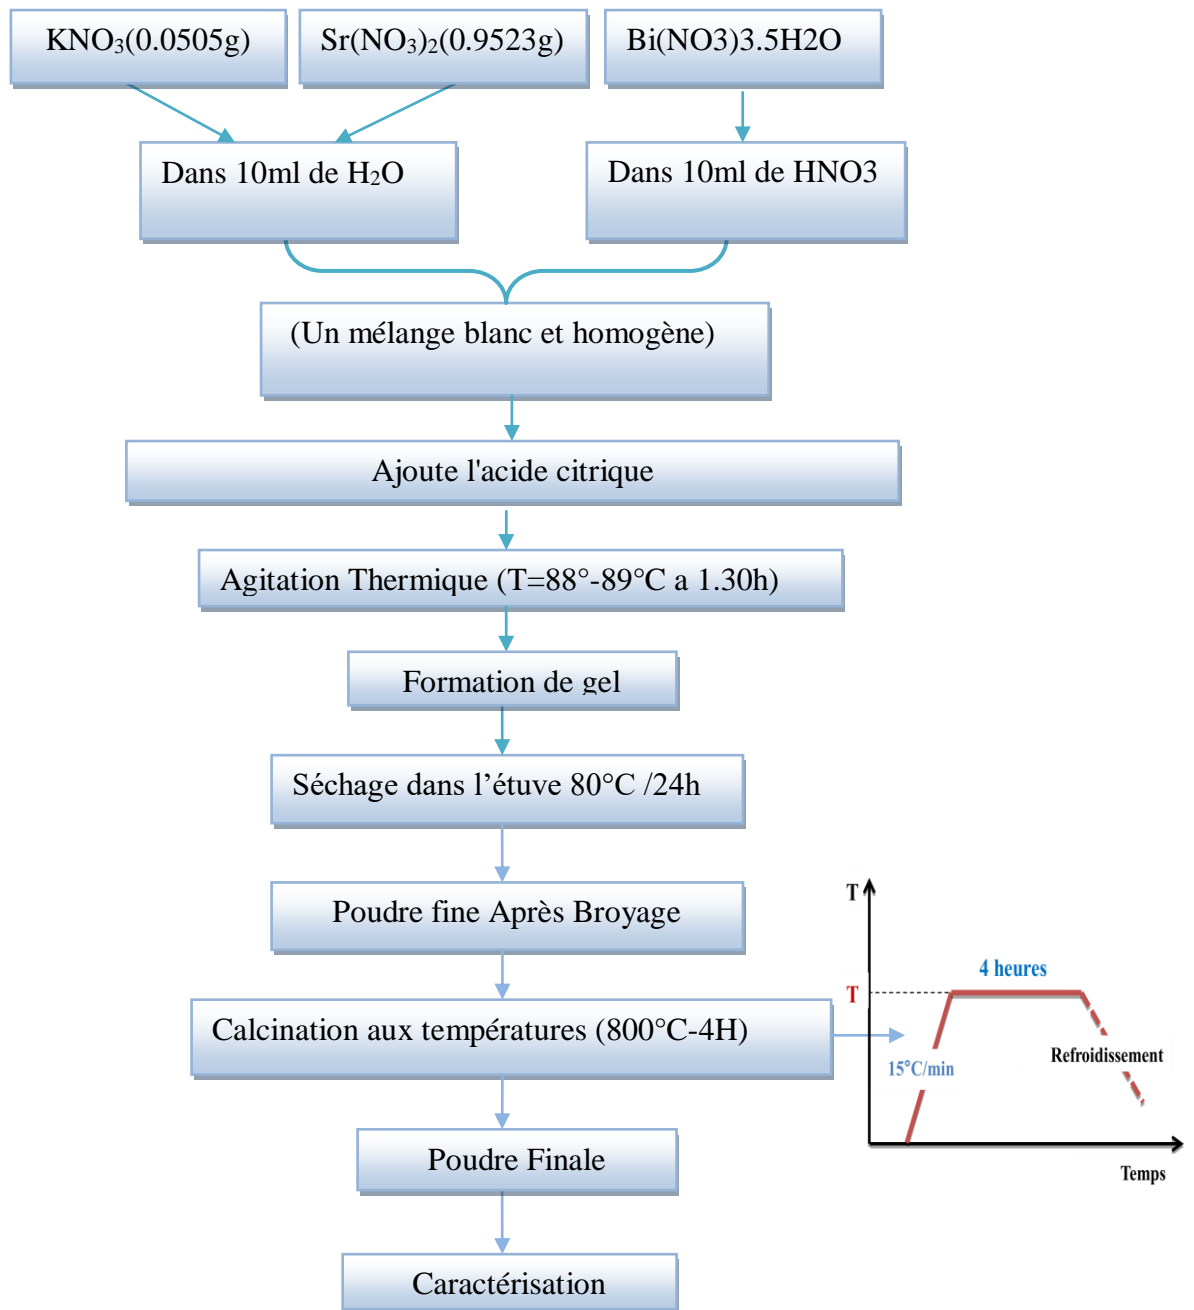 KNO₃(0.0505g)
Sr(NO₃)₂(0.9523g)
Bi(NO3)3.5H2O
Dans 10ml de H₂O
Dans 10ml de HNO3
(Un mélange blanc et homogène)
Ajoute l'acide citrique
Agitation Thermique (T=88°-89°C a 1.30h)
Formation de gel
Séchage dans l’étuve 80°C /24h
Poudre fine Après Broyage
Calcination aux températures (800°C-4H)
Poudre Finale
Caractérisation
T
4 heures
T
Refroidissement
15°C/min
Temps